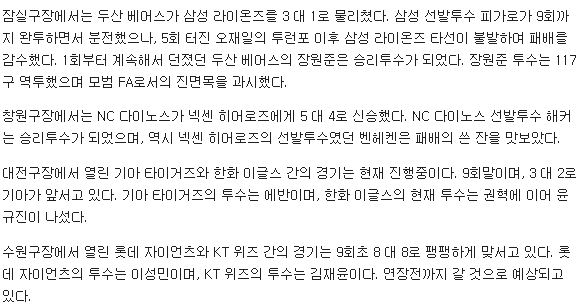 잠실구장에서는 두산 베어스가 삼성 라이온즈를 3 대 1로 물리쳤다. 삼성 선발투수 피가로가 9회까
지 완투하면서 분전했으나, 5회 터진 오재일의 투런포 이후 삼성 라이온즈 타선이 불발하여 패배를
감수했다. 1회부터 계속해서 던졌던 두산 베어스의 장원준은 승리투수가 되었다. 장원준 투수는 117
구 역투했으며 모범 FA로서의 진면목을 과시했다.
창원구장에서는 NC 다이노스가 넥센 히어로즈에게 5 대 4로 신승했다. NC 다이노스 선발투수 해커
는 승리투수가 되었으며, 역시 넥센 히어로즈의 선발투수였던 벤헤켄은 패배의 쓴 잔을 맛보았다.
대전구장에서 열린 기아 타이거즈와 한화 이글스 간의 경기는 현재 진행중이다. 9회말이며, 3 대 2로
기아가 앞서고 있다. 기아 타이거즈의 투수는 에반이며, 한화 이글스의 현재 투수는 권혁에 이어 윤
규진이 나섰다.
수원구장에서 열린 롯데 자이언츠와 KT 위즈 간의 경기는 9회초 8 대 8로 팽팽하게 맞서고 있다. 롯
데 자이언츠의 투수는 이성민이며, KT 위즈의 투수는 김재윤이다. 연장전까지 갈 것으로 예상되고
있다.